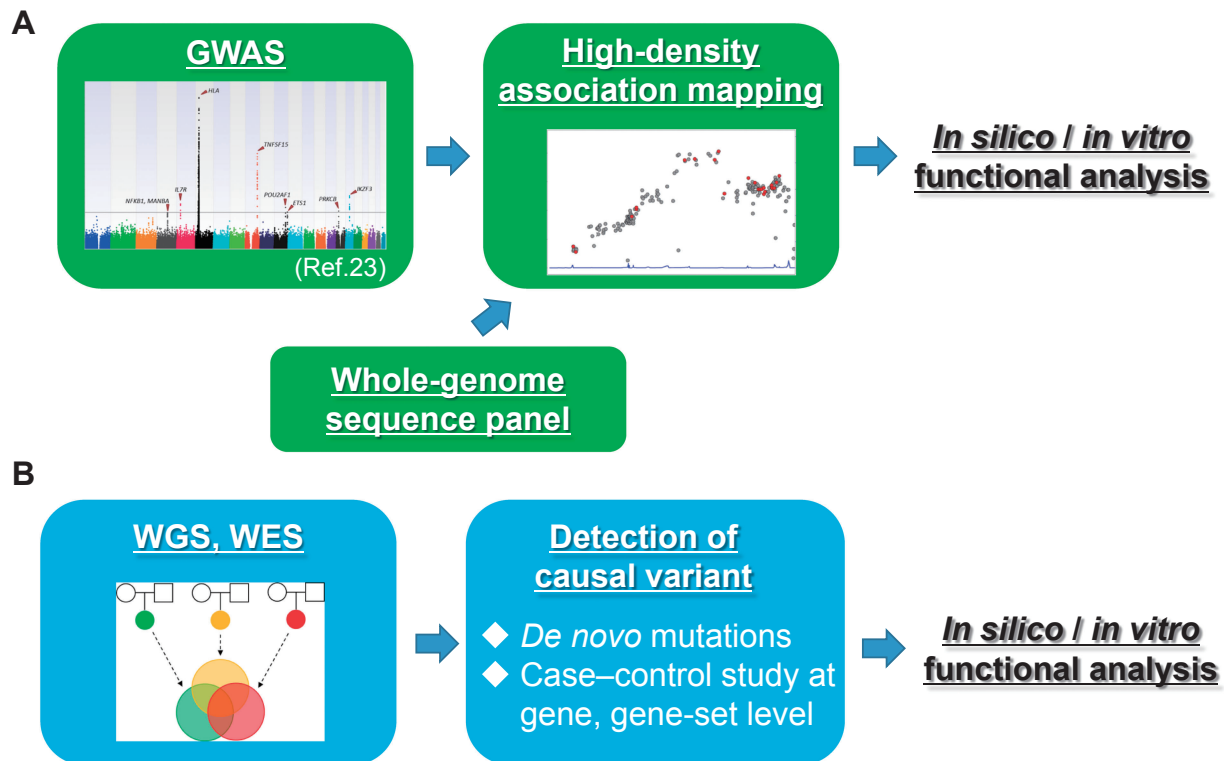 A
GWAS
HLA
TNFSF15
IL7R
NFKB1, MANBA
POU2AF1
ETS1
PRKCB
IKZF3
(Ref.23)
High-density
association mapping
In silico / in vitro
functional analysis
Whole-genome
sequence panel
B
WGS, WES
Detection of
causal variant
De novo mutations
Case–control study at
gene, gene-set level
In silico / in vitro
functional analysis